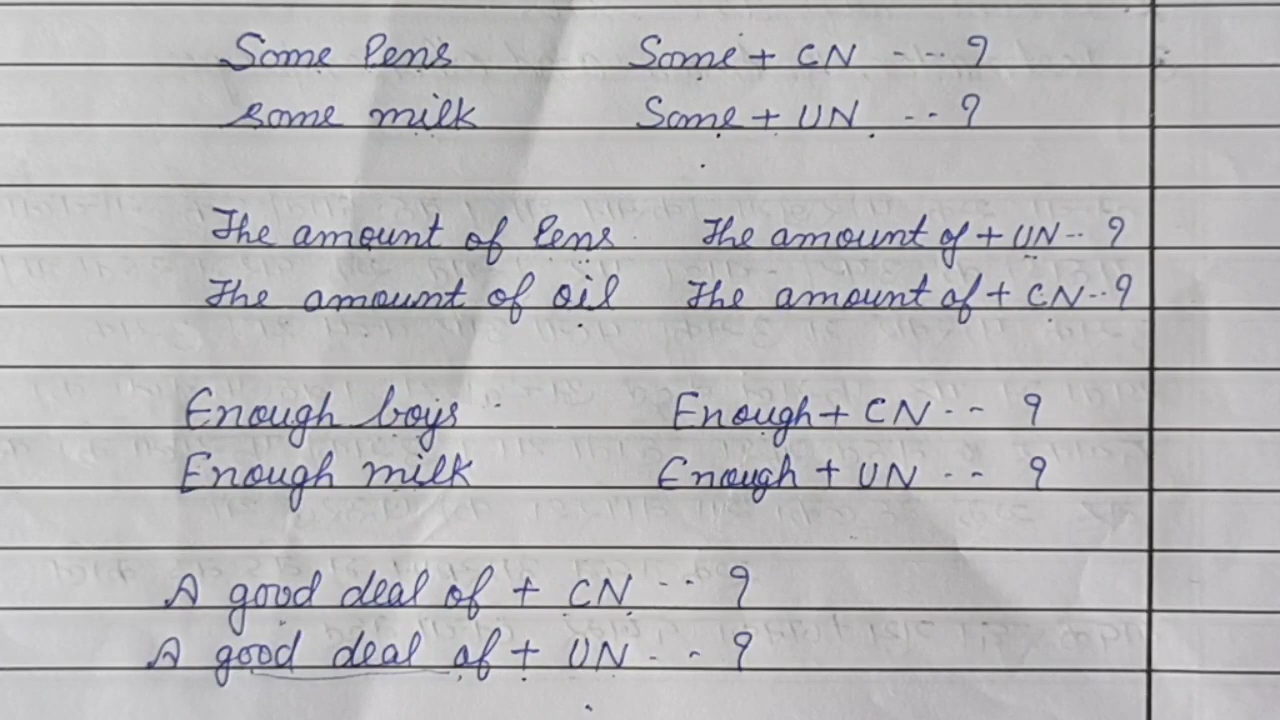 Some Pens Some + CN --- ?
Some milk Some + UN -- ?
The amount of Pens The amount of + UN -- ?
The amount of oil The amount of + CN -- ?
Enough boys Enough + CN -- ?
Enough milk Enough + UN -- ?
A good deal of + CN --- ?
A good deal of + UN -- ?